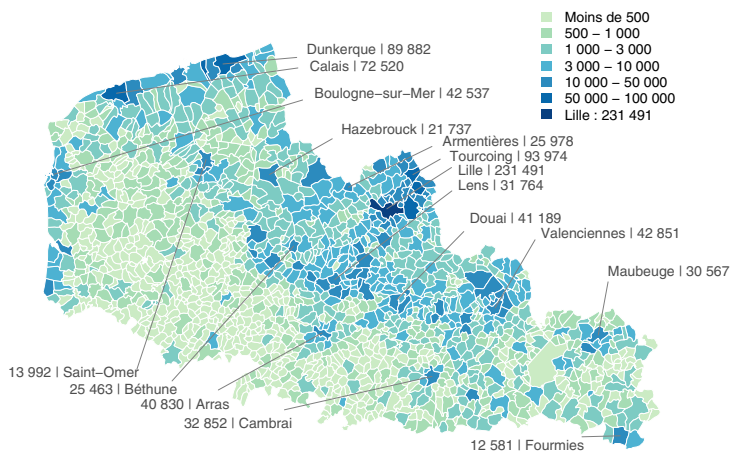 Moins de 500
500 – 1 000
1 000 – 3 000
3 000 – 10 000
10 000 – 50 000
50 000 – 100 000
Lille : 231 491
Dunkerque | 89 882
Calais | 72 520
Boulogne–sur–Mer | 42 537
Hazebrouck | 21 737
Armentières | 25 978
Tourcoing | 93 974
Lille | 231 491
Lens | 31 764
Douai | 41 189
Valenciennes | 42 851
Maubeuge | 30 567
13 992 | Saint–Omer
25 463 | Béthune
40 830 | Arras
32 852 | Cambrai
12 581 | Fourmies